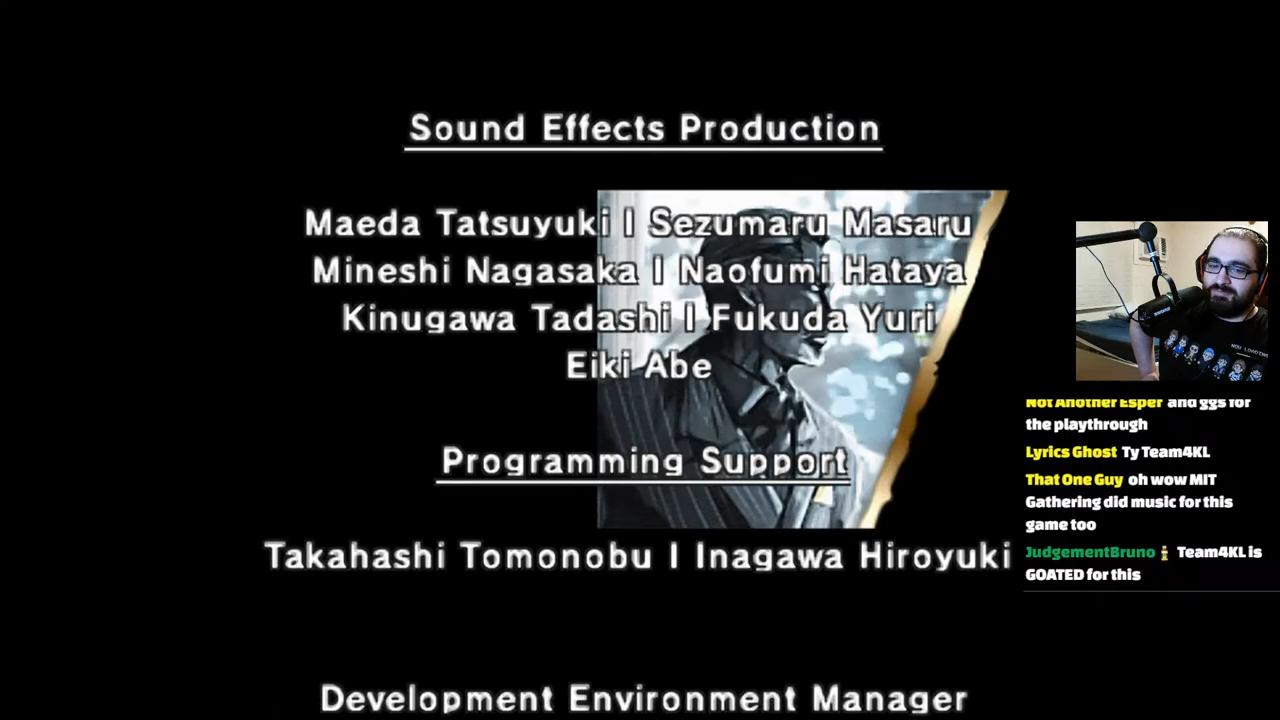 Sound Effects Production
Maeda Tatsuyuki | Sezumaru Masaru
Mineshi Nagasaka | Naofumi Hataya
Kinugawa Tadashi | Fukuda Yuri
Eiki Abe
Programming Support
Takahashi Tomonobu | Inagawa Hiroyuki
Development Environment Manager
Not Another Esper and ggs for
the playthrough
Lyrics Ghost Ty Team4KL
That One Guy oh wow MIT
Gathering did music for this
game too
JudgementBruno Team4KL is
GOATED for this
NOW LOADING